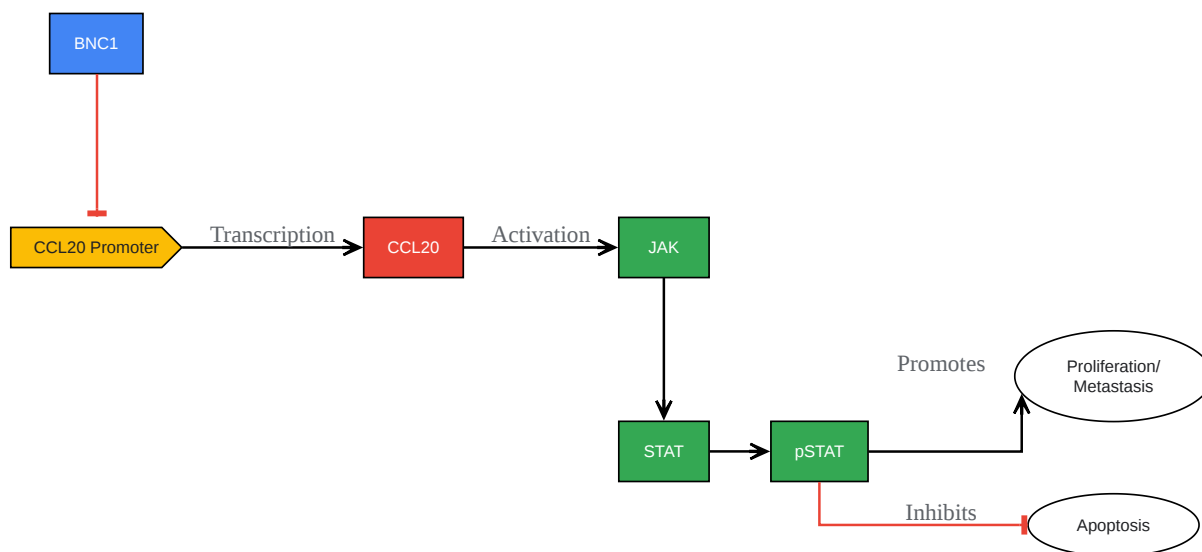 BNC1
CCL20 Promoter
Transcription
CCL20
Activation
JAK
Promotes
Proliferation/
Metastasis
STAT
pSTAT
Inhibits
Apoptosis